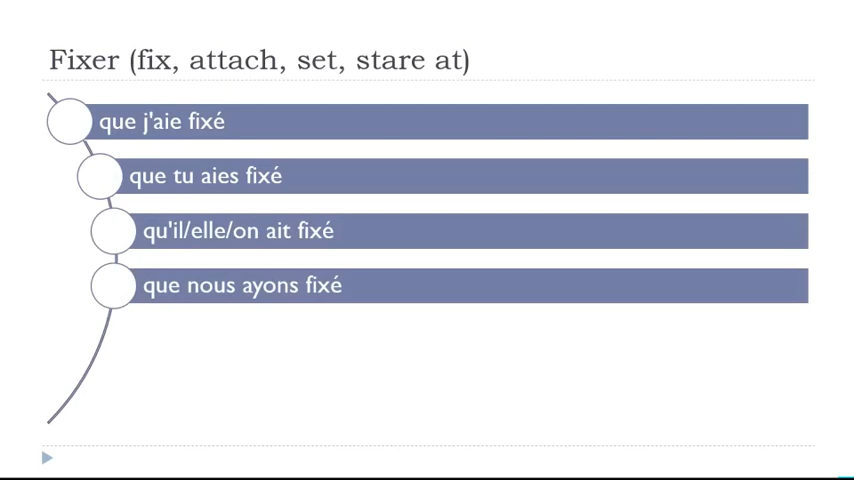 Fixer (fix, attach, set, stare at)
que j'aie fixé
que tu aies fixé
qu'il/elle/on ait fixé
que nous ayons fixé